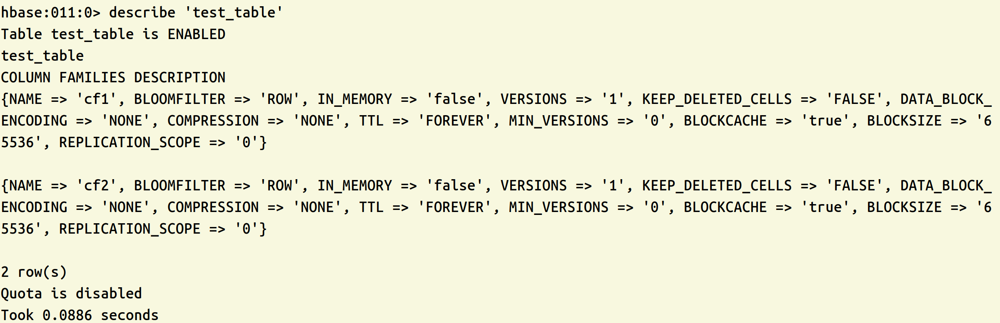 hbase:011:0> describe 'test_table'
Table test_table is ENABLED
test_table
COLUMN FAMILIES DESCRIPTION
{NAME => 'cf1', BLOOMFILTER => 'ROW', IN_MEMORY => 'false', VERSIONS => '1', KEEP_DELETED_CELLS => 'FALSE', DATA_BLOCK_
ENCODING => 'NONE', COMPRESSION => 'NONE', TTL => 'FOREVER', MIN_VERSIONS => '0', BLOCKCACHE => 'true', BLOCKSIZE => '6
5536', REPLICATION_SCOPE => '0'}
{NAME => 'cf2', BLOOMFILTER => 'ROW', IN_MEMORY => 'false', VERSIONS => '1', KEEP_DELETED_CELLS => 'FALSE', DATA_BLOCK_
ENCODING => 'NONE', COMPRESSION => 'NONE', TTL => 'FOREVER', MIN_VERSIONS => '0', BLOCKCACHE => 'true', BLOCKSIZE => '6
5536', REPLICATION_SCOPE => '0'}
2 row(s)
Quota is disabled
Took 0.0886 seconds